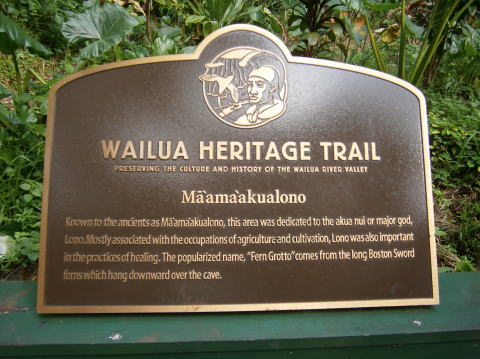 WAILUA HERITAGE TRAIL
PRESERVING THE CULTURE AND HISTORY OF THE WAILUA RIVER VALLEY
Mā`ama`akualono
Known to the ancients as Mā`ama`akualono, this area was dedicated to the akua nui or major god,
Lono. Mostly associated with the occupations of agriculture and cultivation, Lono was also important
in the practices of healing. The popularized name, "Fern Grotto" comes from the long Boston Sword
ferns which hang downward over the cave.